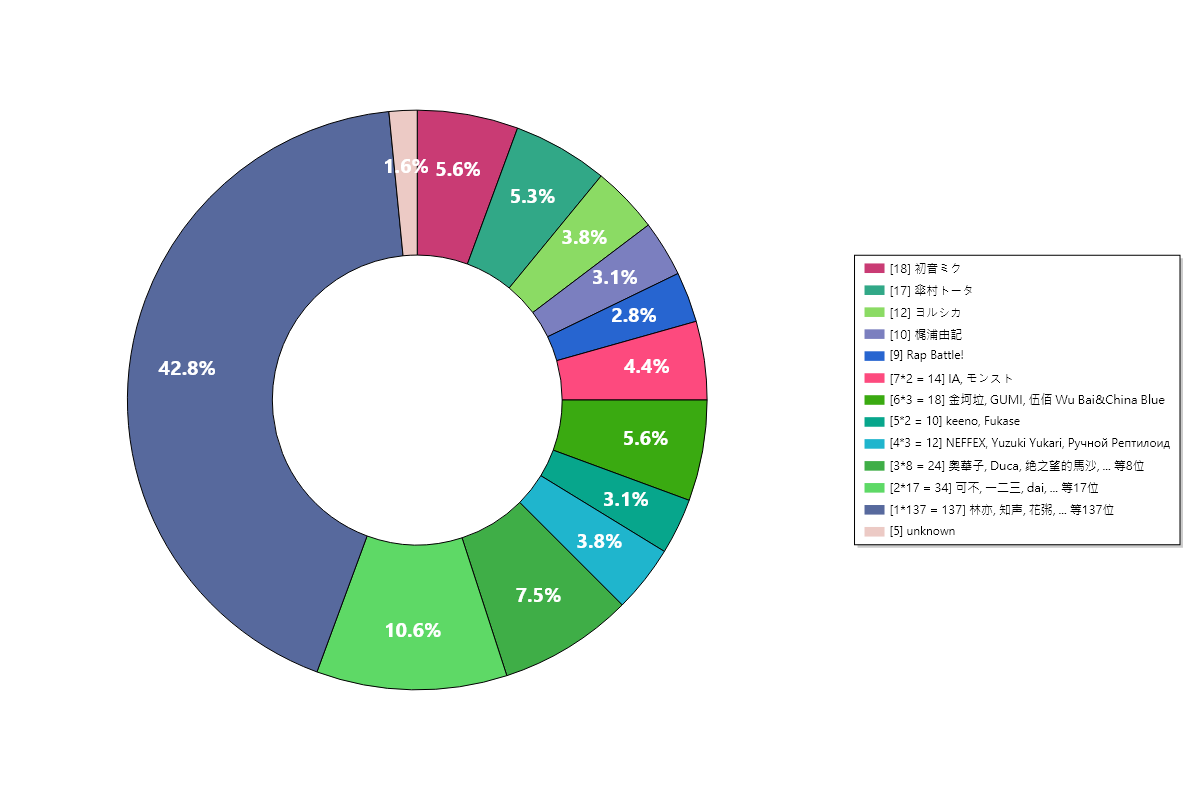 1.6%
5.6%
5.3%
3.8%
3.1%
2.8%
4.4%
5.6%
3.1%
3.8%
7.5%
10.6%
42.8%
[18] 初音ミク
[17] 傘村トータ
[12] ヨルシカ
[10] 梶浦由記
[9] Rap Battle!
[7*2 = 14] IA, モンスト
[6*3 = 18] 金坷垃, GUMI, 伍佰 Wu Bai&China Blue
[5*2 = 10] keeno, Fukase
[4*3 = 12] NEFFEX, Yuzuki Yukari, Ручной Рептилоид
[3*8 = 24] 奥華子, Duca, 绝之望的馬沙, ... 等8位
[2*17 = 34] 可不, 一二三, dai, ... 等17位
[1*137 = 137] 林亦, 知声, 花粥, ... 等137位
[5] unknown